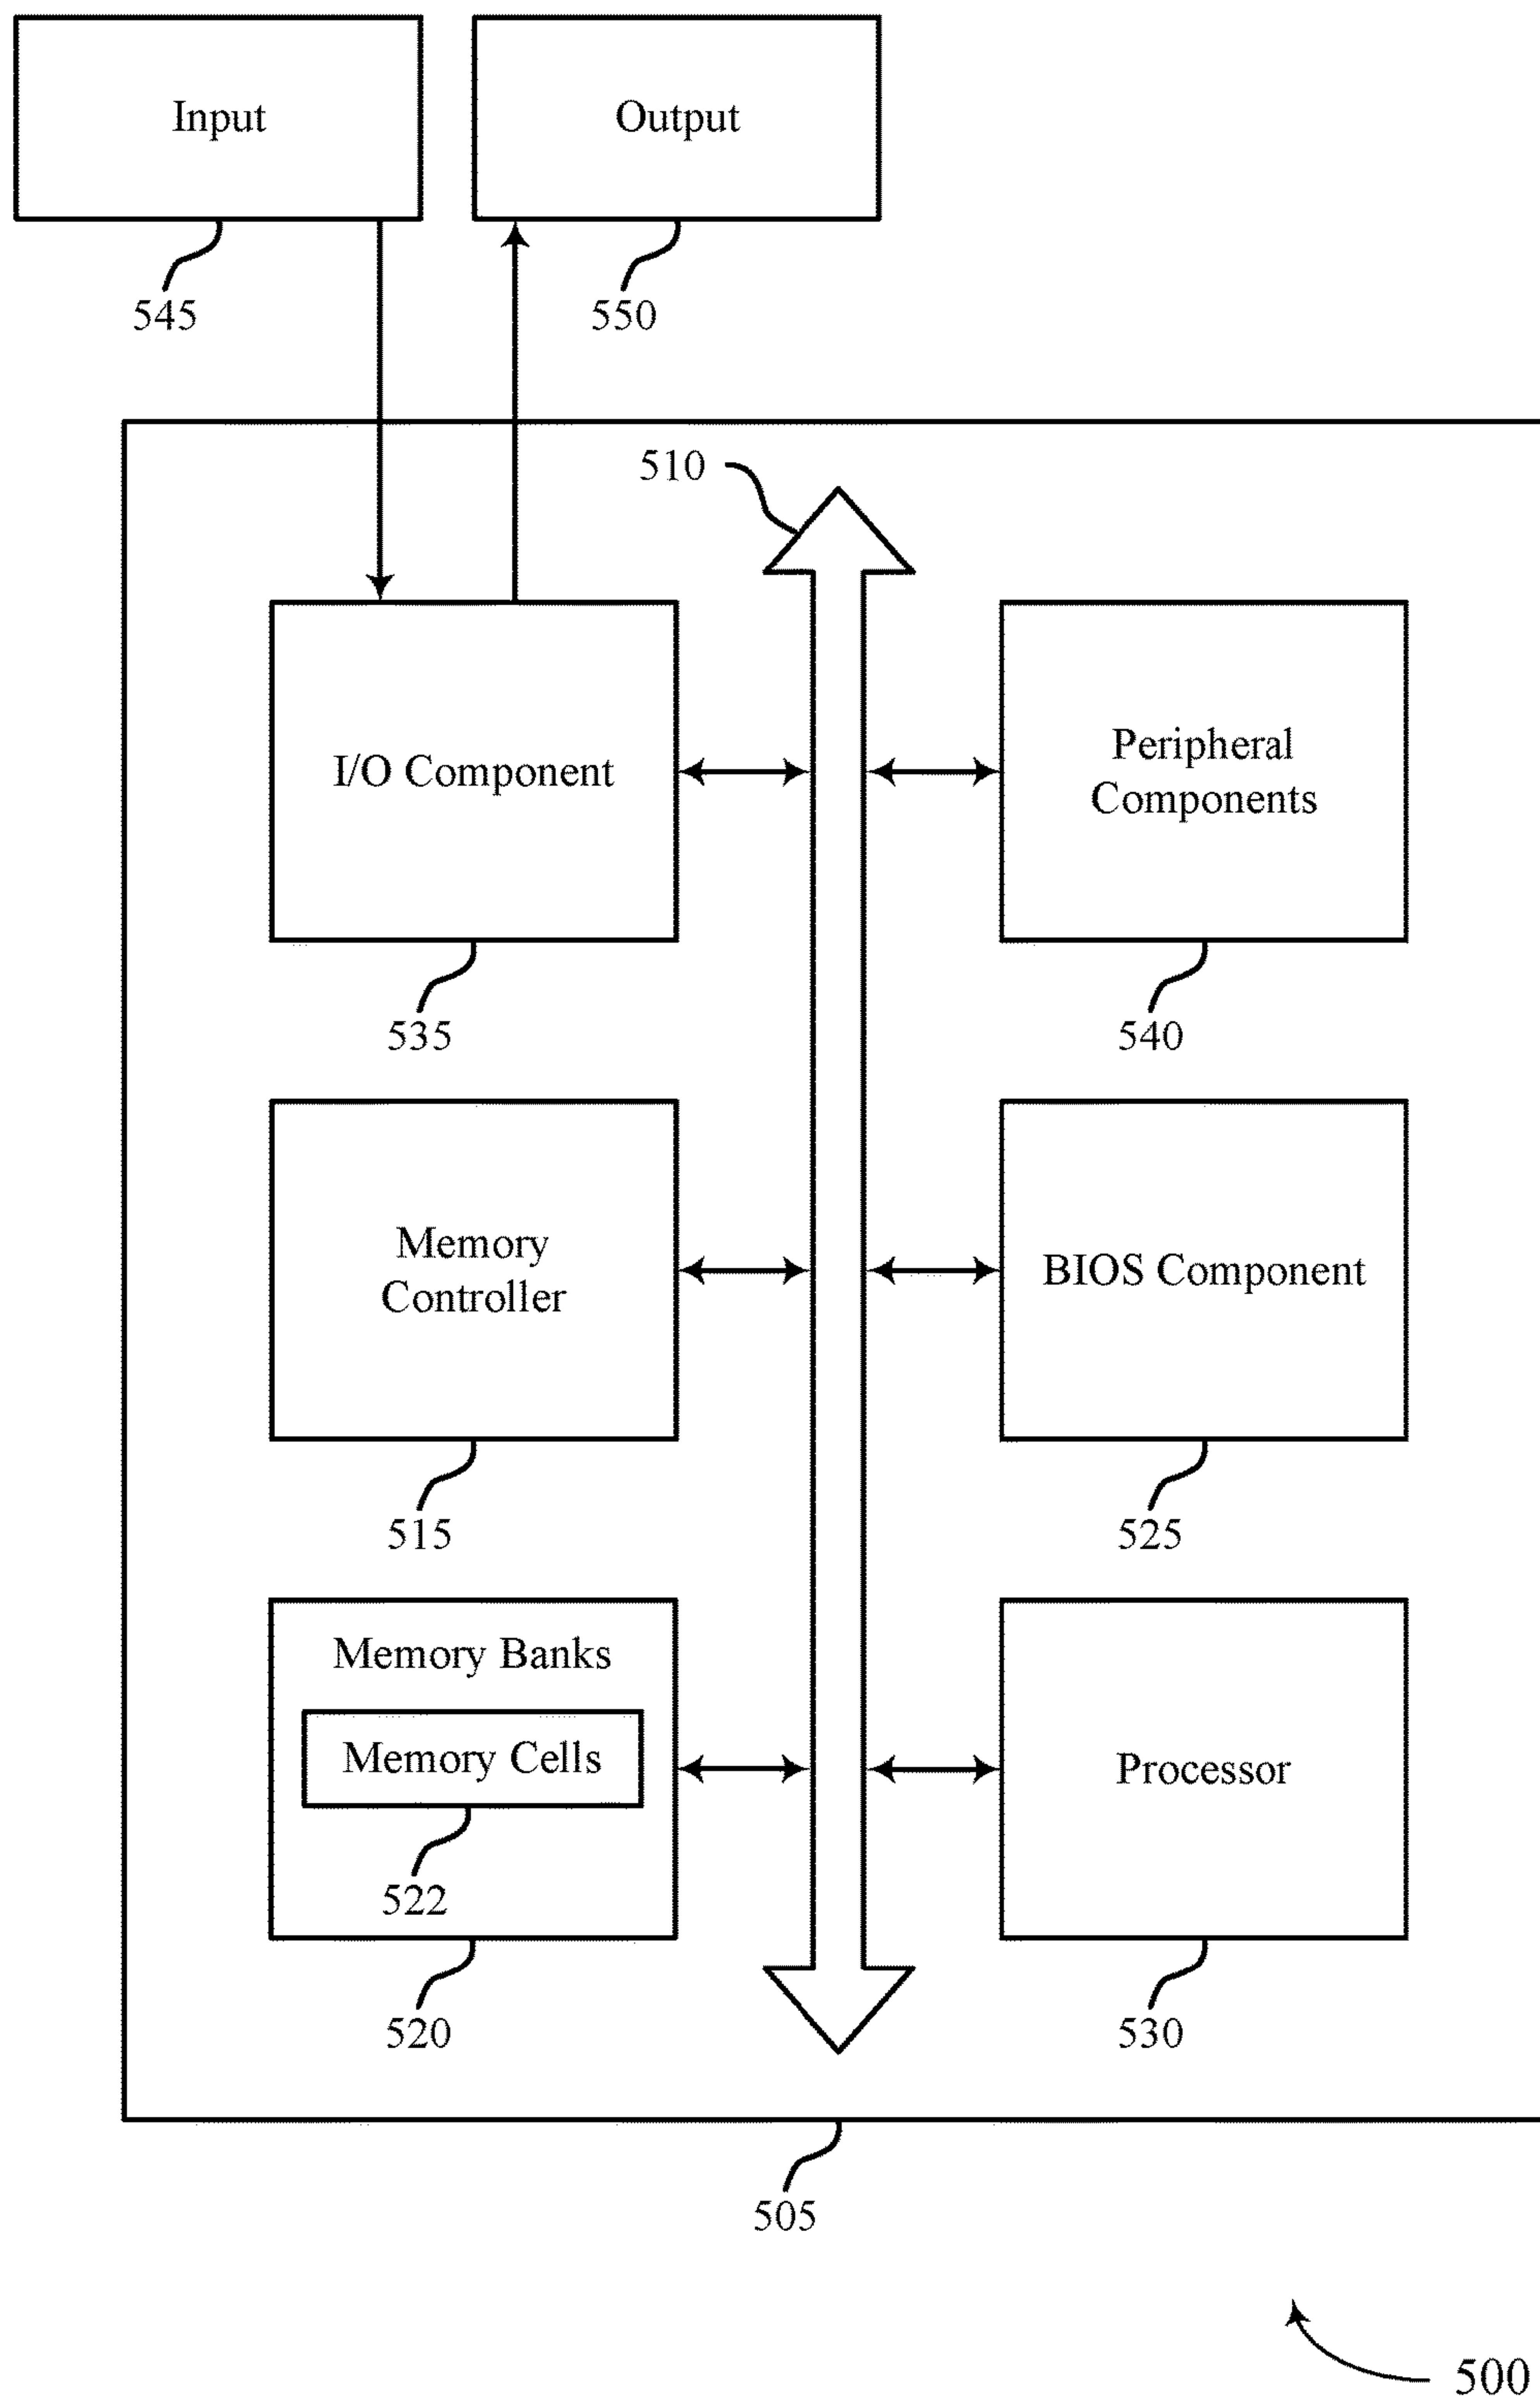 Input
Output
545
550
510
I/O Component
Peripheral
Components
535
540
Memory
Controller
BIOS Component
515
525
Memory Banks
Memory Cells
Processor
522
520
530
505
500